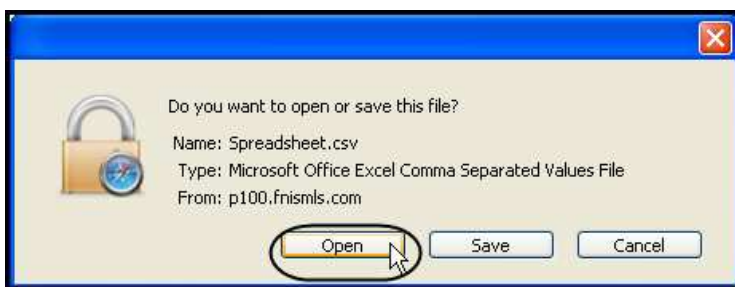 Do you want to open or save this file?
Name: Spreadsheet.csv
Type: Microsoft Office Excel Comma Separated Values File
From: p100.fnismls.com
Open Save Cancel